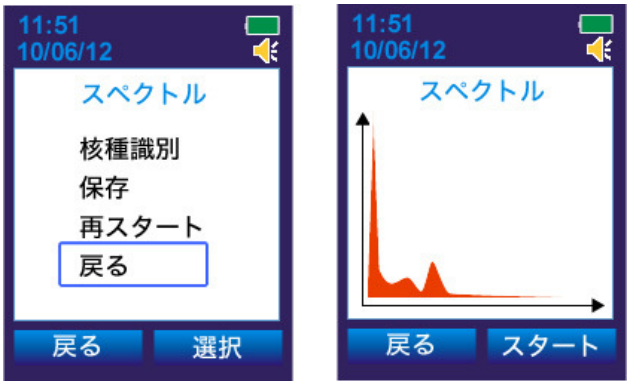 11:51
10/06/12
スペクトル
核種識別
保存
再スタート
戻る
戻る 選択
11:51
10/06/12
スペクトル
戻る スタート